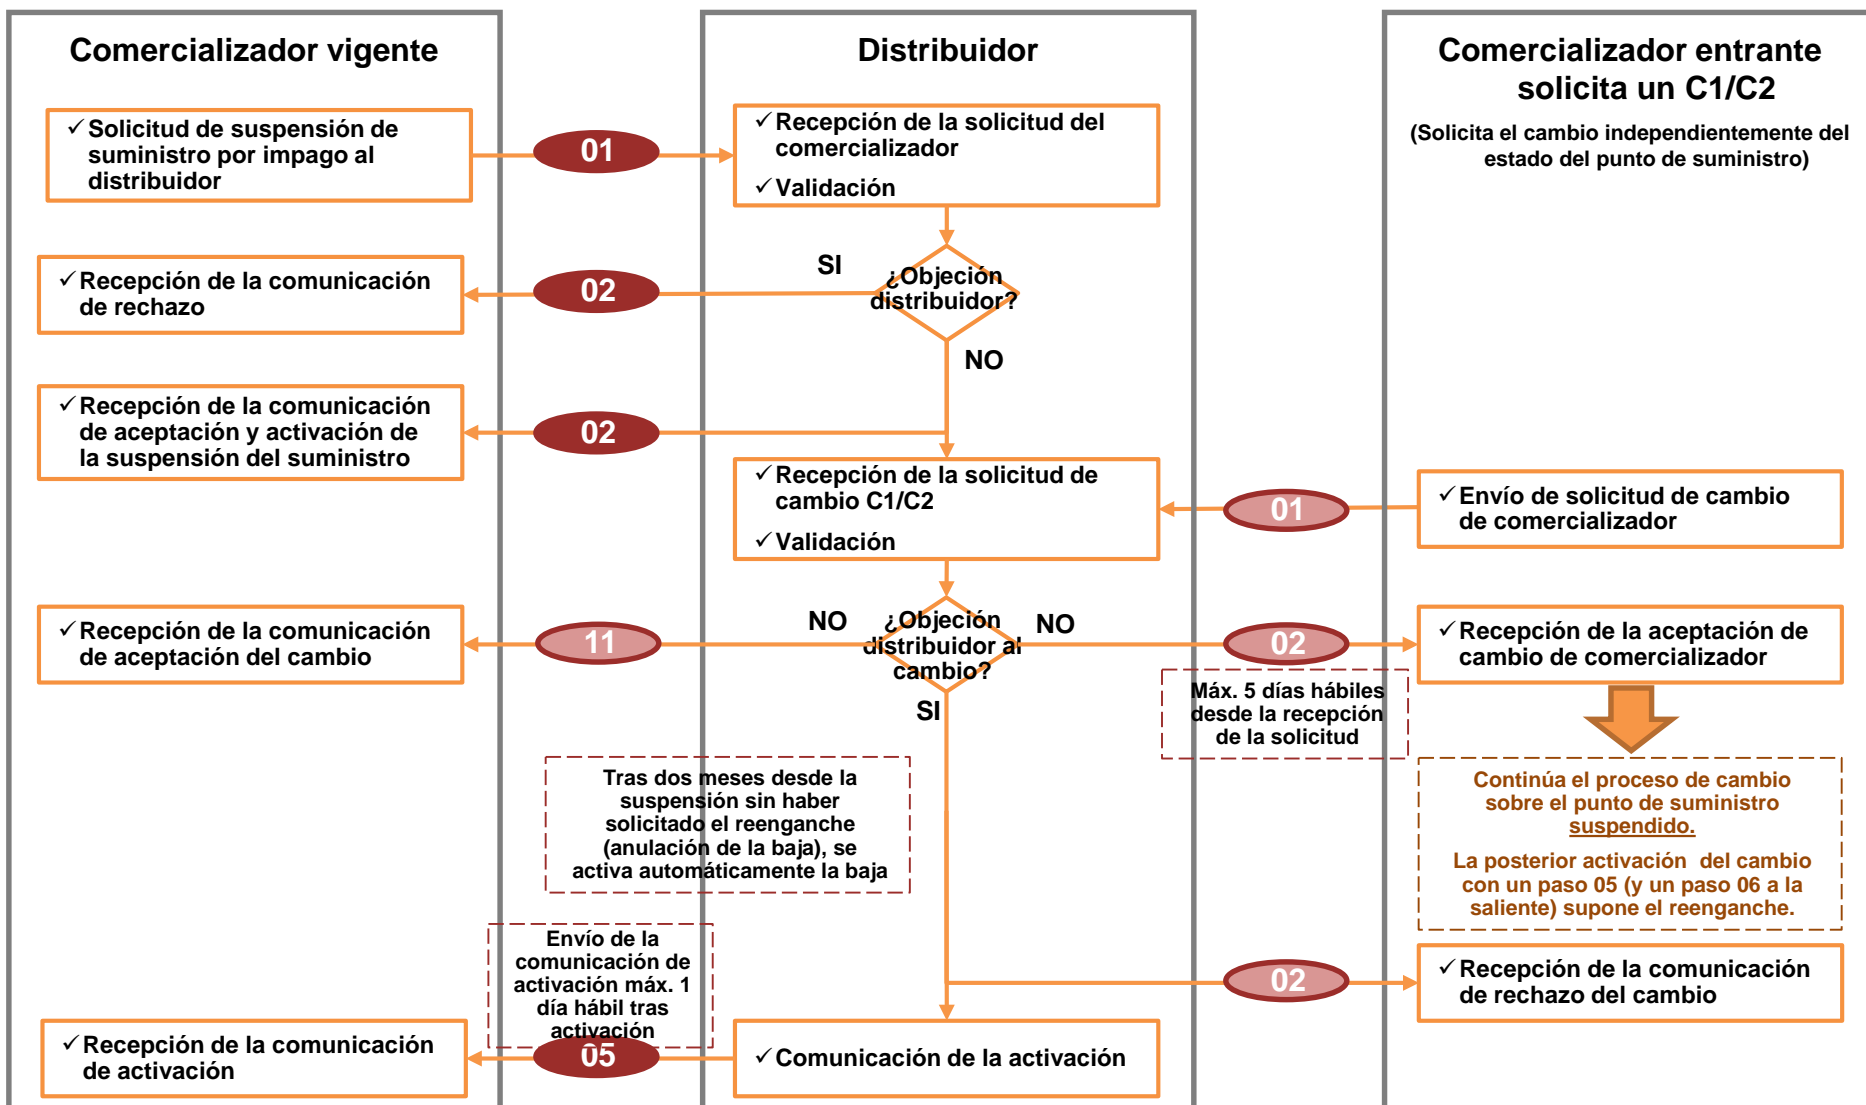 Comercializador vigente
Distribuidor
Comercializador entrante
solicita un C1/C2
(Solicita el cambio independientemente del
estado del punto de suministro)
✓ Solicitud de suspensión de
suministro por impago al
distribuidor
01
✓ Recepción de la solicitud del
comercializador
✓ Validación
SI
¿Objeción
distribuidor?
02
✓ Recepción de la comunicación
de rechazo
NO
✓ Recepción de la comunicación
de aceptación y activación de
la suspensión del suministro
02
✓ Recepción de la solicitud de
cambio C1/C2
✓ Validación
01
✓ Envío de solicitud de cambio
de comercializador
✓ Recepción de la comunicación
de aceptación del cambio
11
NO
¿Objeción
distribuidor al
cambio?
NO
02
✓ Recepción de la aceptación de
cambio de comercializador
SI
Máx. 5 días hábiles
desde la recepción
de la solicitud
Tras dos meses desde la
suspensión sin haber
solicitado el reenganche
(anulación de la baja), se
activa automáticamente la baja
Continúa el proceso de cambio
sobre el punto de suministro
suspendido.
La posterior activación del cambio
con un paso 05 (y un paso 06 a la
saliente) supone el reenganche.
Envío de la
comunicación de
activación máx. 1
día hábil tras
activación
02
✓ Recepción de la comunicación
de rechazo del cambio
✓ Recepción de la comunicación
de activación
05
✓ Comunicación de la activación